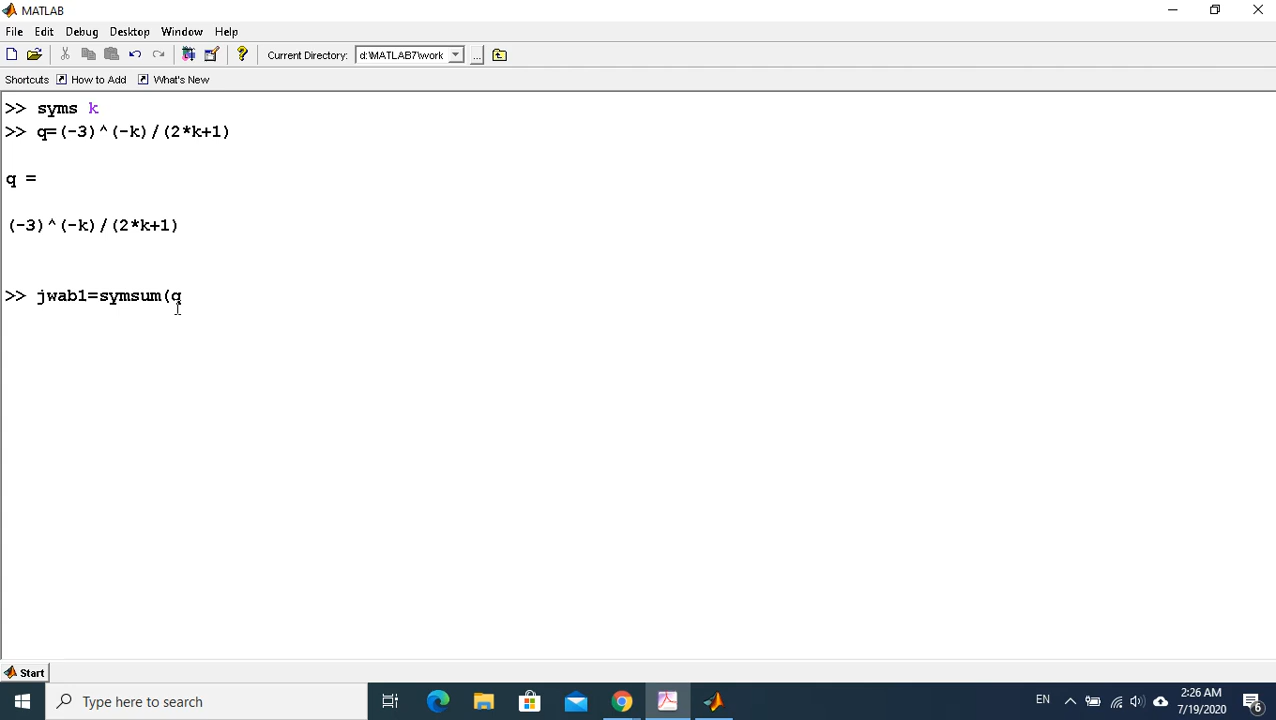 MATLAB
File Edit Debug Desktop Window Help
Current Directory: d:\MATLAB7\work ...
Shortcuts How to Add What's New
>> syms k
>> q=(-3)^(-k)/(2*k+1)
q =
(-3)^(-k)/(2*k+1)
>> jwab1=symsum(q
Start
Type here to search
EN
2:26 AM
7/19/2020
6